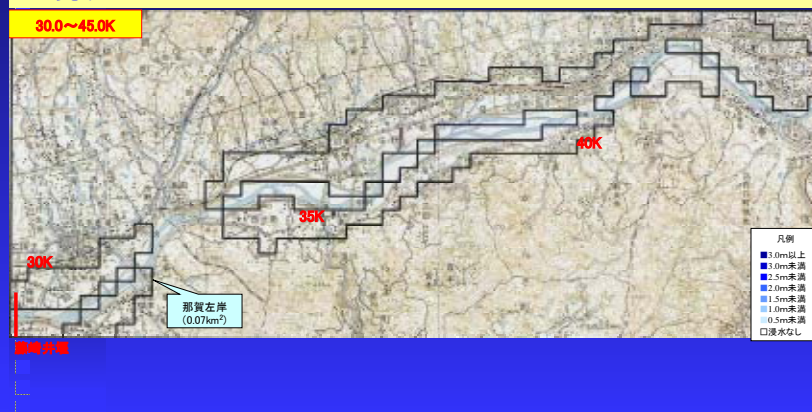 30.0～45.0K
40K
35K
30K
那賀左岸
(0.07km²)
凡例
3.0m以上
3.0m未満
2.5m未満
2.0m未満
1.5m未満
1.0m未満
0.5m未満
浸水なし